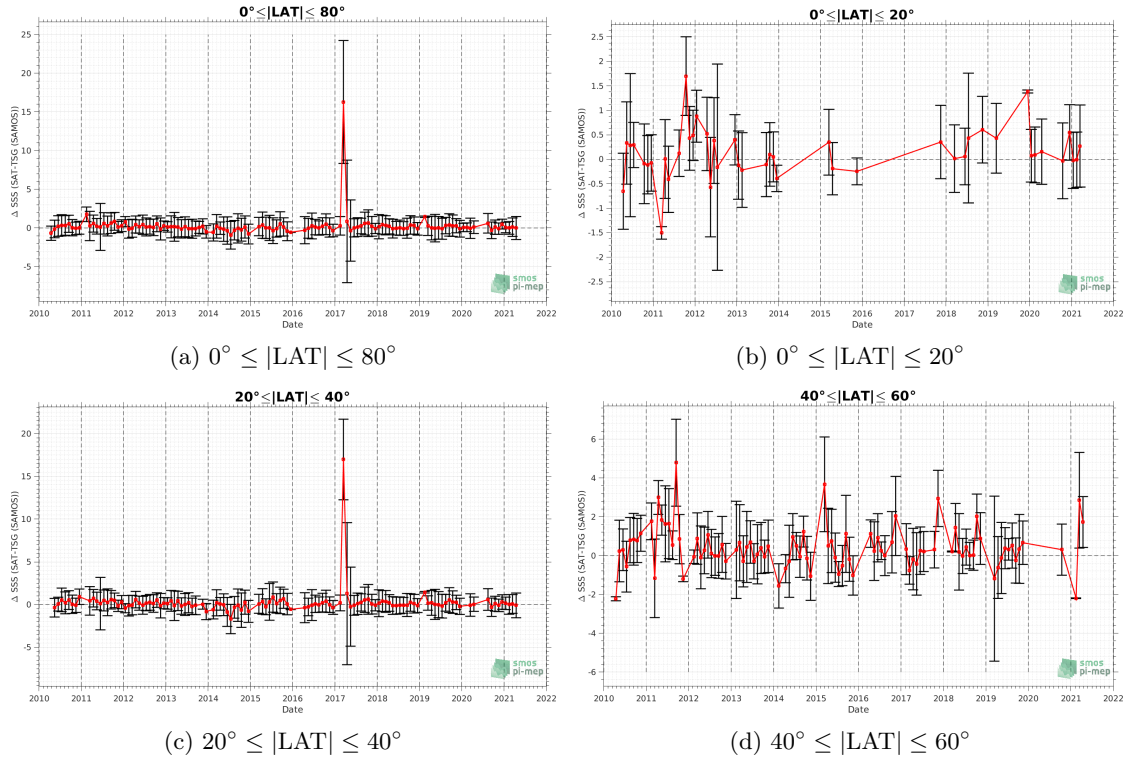 0°≤|LAT|≤ 80°
Δ SSS (SAT-TSG (SAMOS))
25
20
15
10
5
0
-5
2010 2011 2012 2013 2014 2015 2016 2017 2018 2019 2020 2021 2022
Date
smos
pi-mep
(a) 0° ≤ |LAT| ≤ 80°
0°≤|LAT|≤ 20°
Δ SSS (SAT-TSG (SAMOS))
2.5
2
1.5
1
0.5
0
-0.5
-1
-1.5
-2
-2.5
2010 2011 2012 2013 2014 2015 2016 2017 2018 2019 2020 2021 2022
Date
smos
pi-mep
(b) 0° ≤ |LAT| ≤ 20°
20°≤|LAT|≤ 40°
Δ SSS (SAT-TSG (SAMOS))
20
15
10
5
0
-5
2010 2011 2012 2013 2014 2015 2016 2017 2018 2019 2020 2021 2022
Date
smos
pi-mep
(c) 20° ≤ |LAT| ≤ 40°
40°≤|LAT|≤ 60°
Δ SSS (SAT-TSG (SAMOS))
6
4
2
0
-2
-4
-6
2010 2011 2012 2013 2014 2015 2016 2017 2018 2019 2020 2021 2022
Date
smos
pi-mep
(d) 40° ≤ |LAT| ≤ 60°